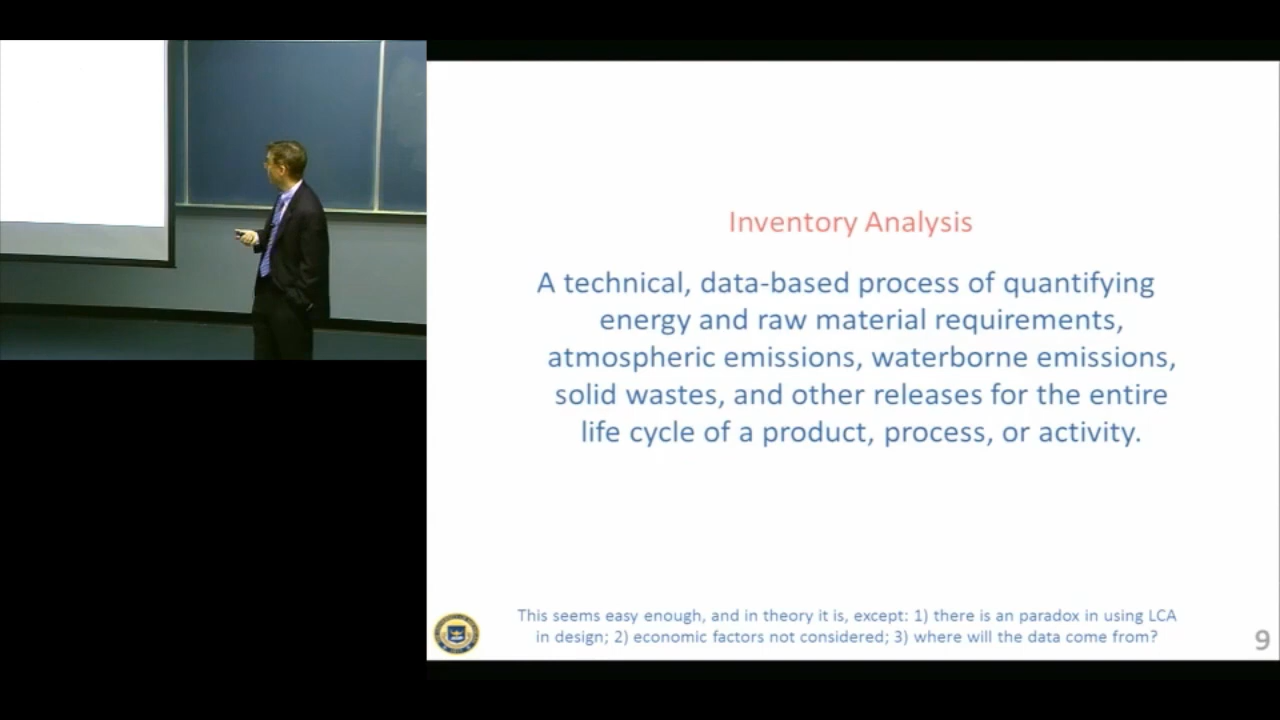 Inventory Analysis
A technical, data-based process of quantifying
energy and raw material requirements,
atmospheric emissions, waterborne emissions,
solid wastes, and other releases for the entire
life cycle of a product, process, or activity.
This seems easy enough, and in theory it is, except: 1) there is an paradox in using LCA
in design; 2) economic factors not considered; 3) where will the data come from?
9